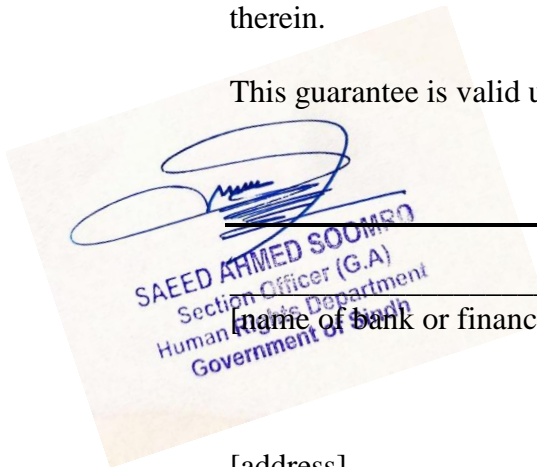 therein.
This guarantee is valid u
SAEED AHMED SOOMRO
Section Officer (G.A)
Human Rights Department
Government of Sindh
[name of bank or financ
[address]